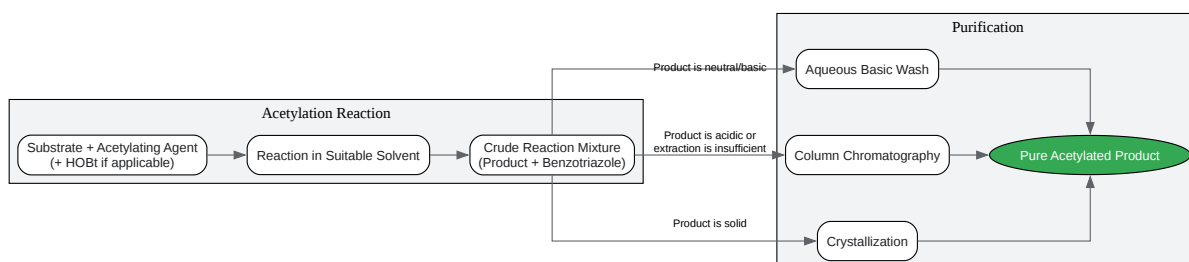 Acetylation Reaction
Substrate + Acetylating Agent
(+ HOBt if applicable)
Reaction in Suitable Solvent
Crude Reaction Mixture
(Product + Benzotriazole)
Product is neutral/basic
Product is acidic or
extraction is insufficient
Product is solid
Purification
Aqueous Basic Wash
Column Chromatography
Crystallization
Pure Acetylated Product